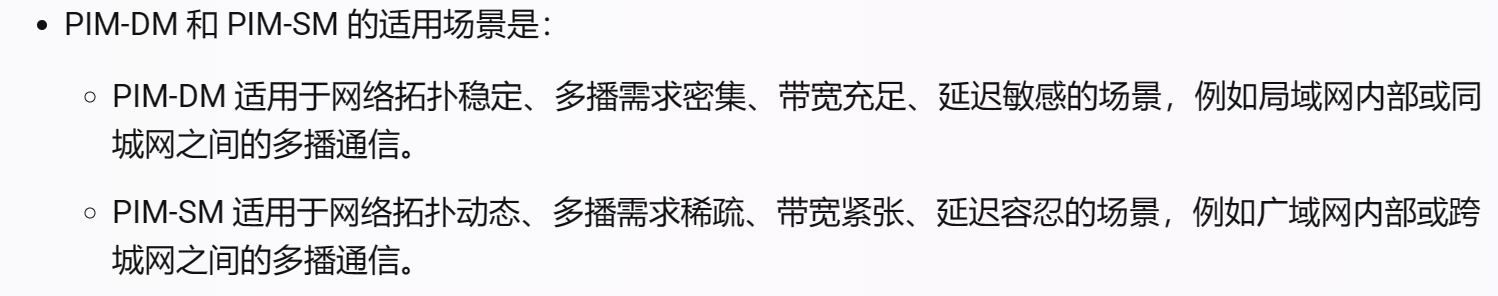 • PIM-DM 和 PIM-SM 的适用场景是：
○ PIM-DM 适用于网络拓扑稳定、多播需求密集、带宽充足、延迟敏感的场景，例如局域网内部或同
城网之间的多播通信。
○ PIM-SM 适用于网络拓扑动态、多播需求稀疏、带宽紧张、延迟容忍的场景，例如广域网内部或跨
城网之间的多播通信。